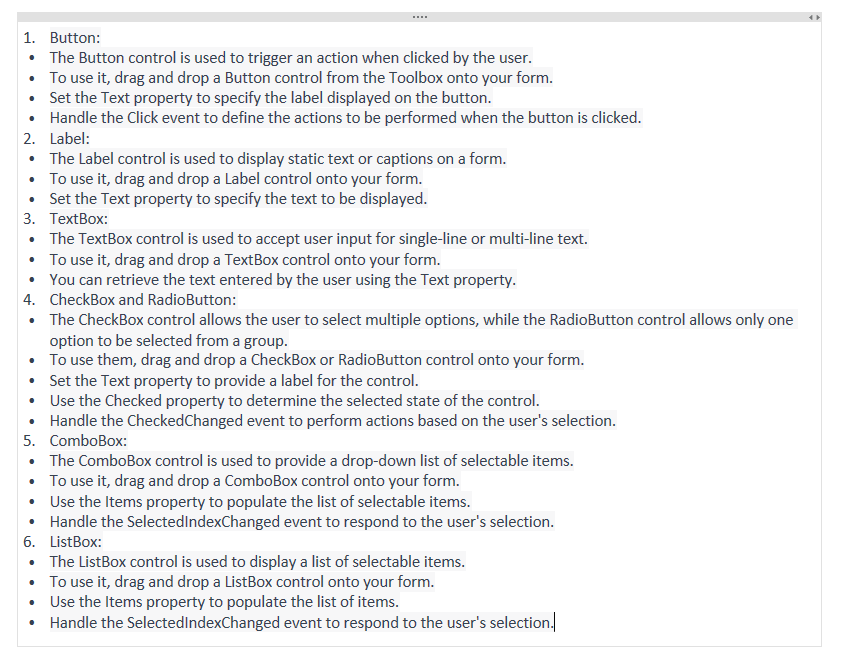 1. Button:
• The Button control is used to trigger an action when clicked by the user.
• To use it, drag and drop a Button control from the Toolbox onto your form.
• Set the Text property to specify the label displayed on the button.
• Handle the Click event to define the actions to be performed when the button is clicked.
2. Label:
• The Label control is used to display static text or captions on a form.
• To use it, drag and drop a Label control onto your form.
• Set the Text property to specify the text to be displayed.
3. TextBox:
• The TextBox control is used to accept user input for single-line or multi-line text.
• To use it, drag and drop a TextBox control onto your form.
• You can retrieve the text entered by the user using the Text property.
4. CheckBox and RadioButton:
• The CheckBox control allows the user to select multiple options, while the RadioButton control allows only one
option to be selected from a group.
• To use them, drag and drop a CheckBox or RadioButton control onto your form.
• Set the Text property to provide a label for the control.
• Use the Checked property to determine the selected state of the control.
• Handle the CheckedChanged event to perform actions based on the user's selection.
5. ComboBox:
• The ComboBox control is used to provide a drop-down list of selectable items.
• To use it, drag and drop a ComboBox control onto your form.
• Use the Items property to populate the list of selectable items.
• Handle the SelectedIndexChanged event to respond to the user's selection.
6. ListBox:
• The ListBox control is used to display a list of selectable items.
• To use it, drag and drop a ListBox control onto your form.
• Use the Items property to populate the list of items.
• Handle the SelectedIndexChanged event to respond to the user's selection.